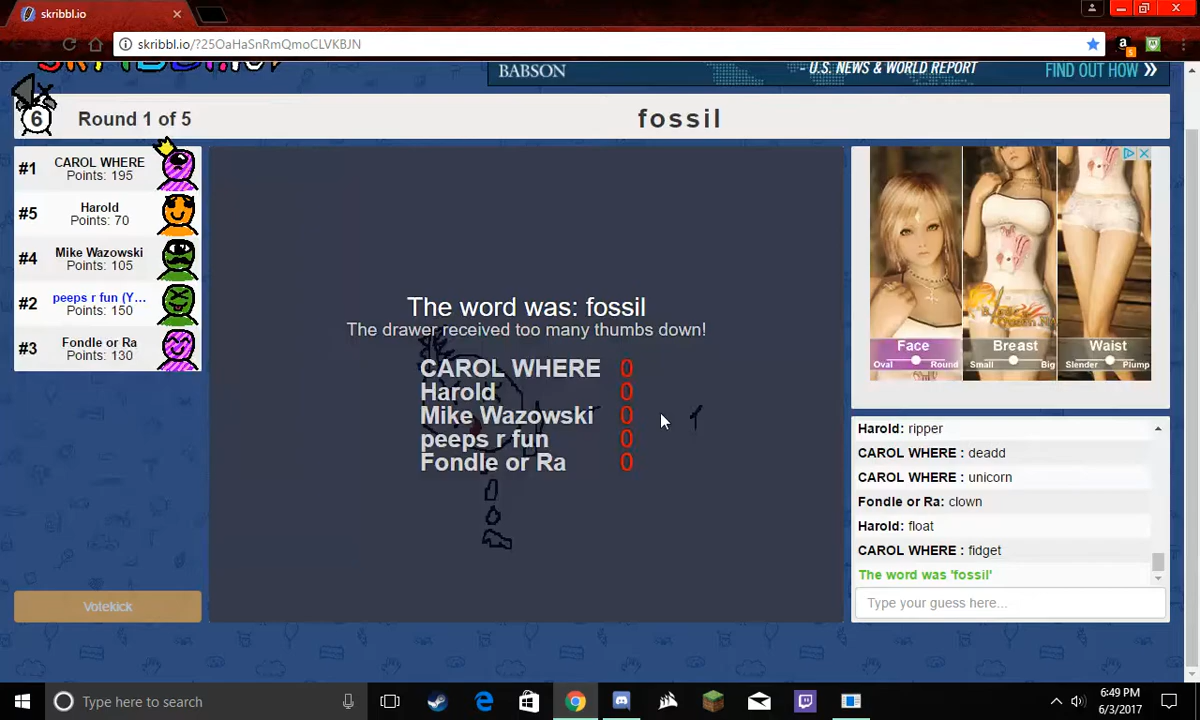 skribbl.io
skribbl.io/?25OaHaSnRmQmoCLVKBJN
skribbl.io!
BABSON
- U.S. NEWS & WORLD REPORT
FIND OUT HOW
6
Round 1 of 5
fossil
#1
CAROL WHERE
Points: 195
#5
Harold
Points: 70
#4
Mike Wazowski
Points: 105
#2
peeps r fun (Y...
Points: 150
#3
Fondle or Ra
Points: 130
Votekick
The word was: fossil
The drawer received too many thumbs down!
CAROL WHERE 0
Harold 0
Mike Wazowski 0
peeps r fun 0
Fondle or Ra 0
Face
Oval Round
Breast
Small Big
Waist
Slender Plump
Harold: ripper
CAROL WHERE : deadd
CAROL WHERE : unicorn
Fondle or Ra: clown
Harold: float
CAROL WHERE : fidget
The word was 'fossil'
Type your guess here...
Type here to search
6:49 PM
6/3/2017